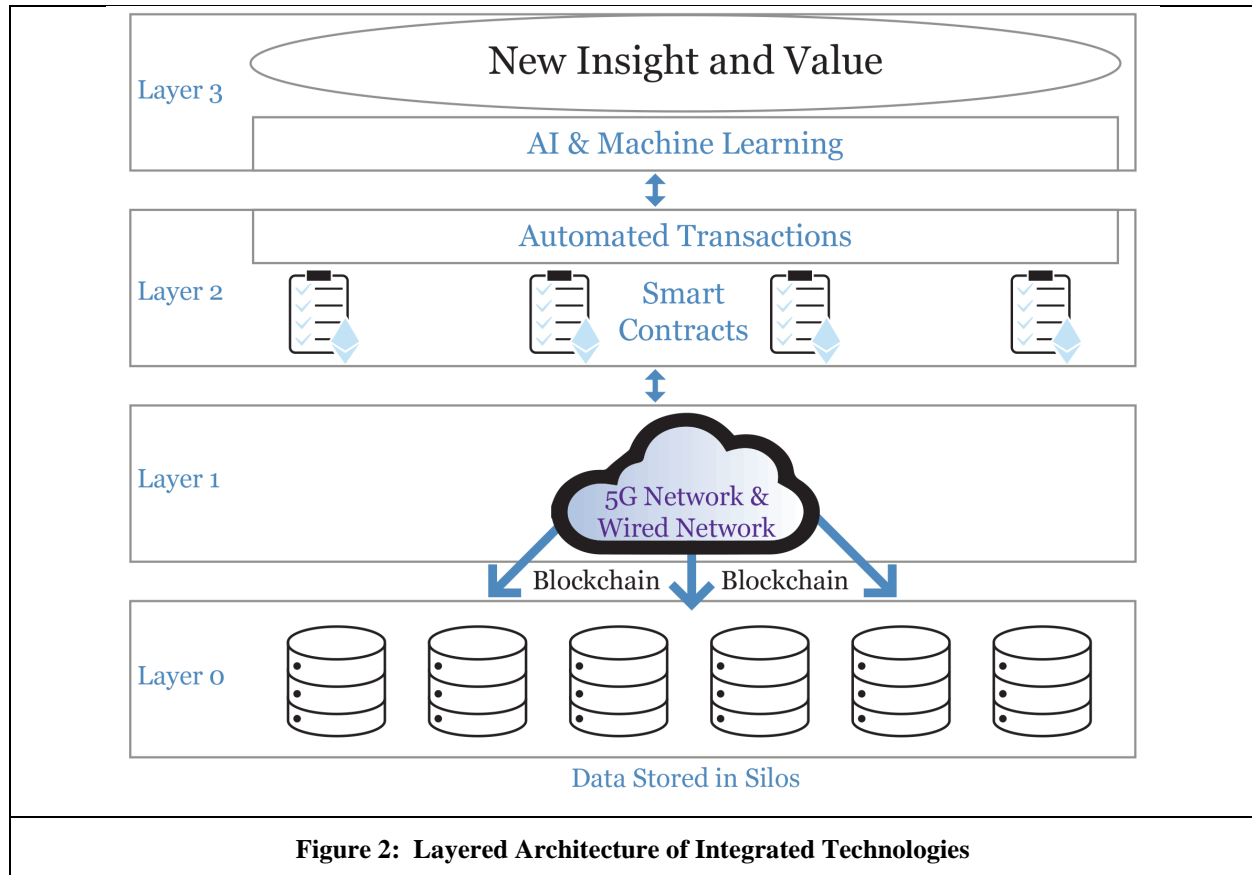 New Insight and Value
Layer 3
AI & Machine Learning
Automated Transactions
Layer 2
Smart
Contracts
Layer 1
5G Network &
Wired Network
Blockchain
Blockchain
Layer 0
Data Stored in Silos
Figure 2: Layered Architecture of Integrated Technologies